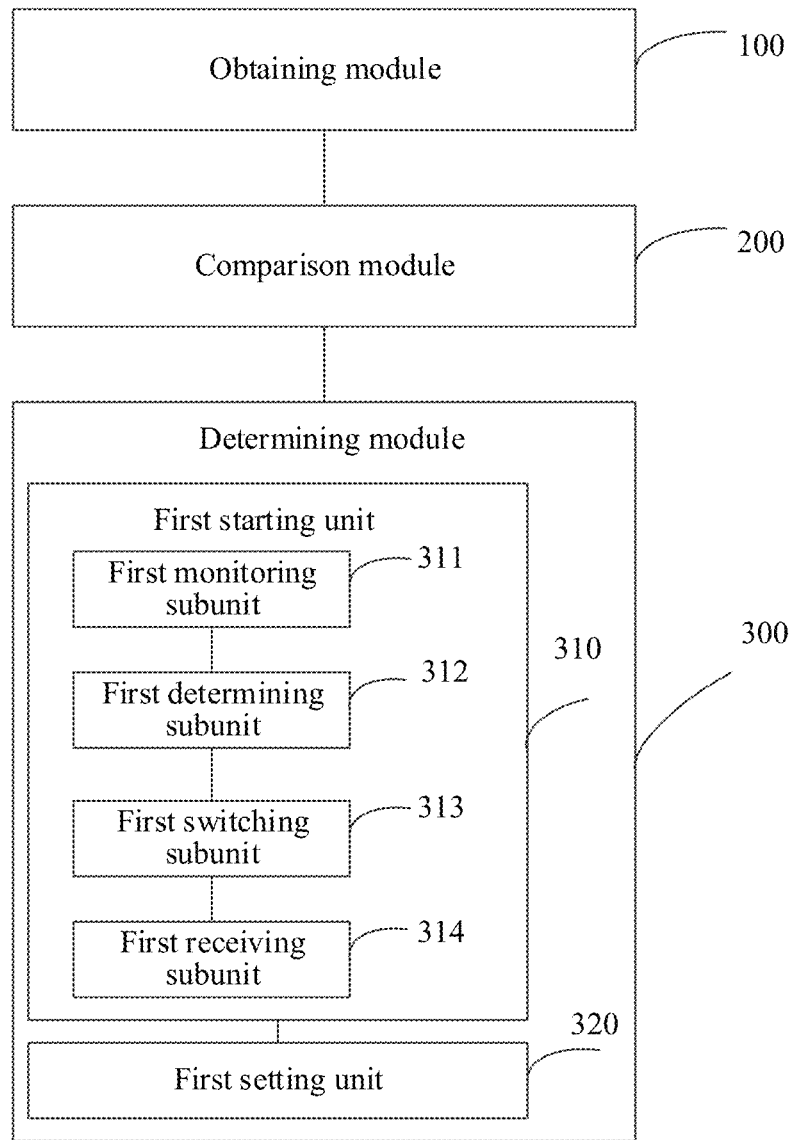 Obtaining module
100
Comparison module
200
Determining module
First starting unit
First monitoring
subunit
311
First determining
subunit
312
310
300
First switching
subunit
313
First receiving
subunit
314
320
First setting unit